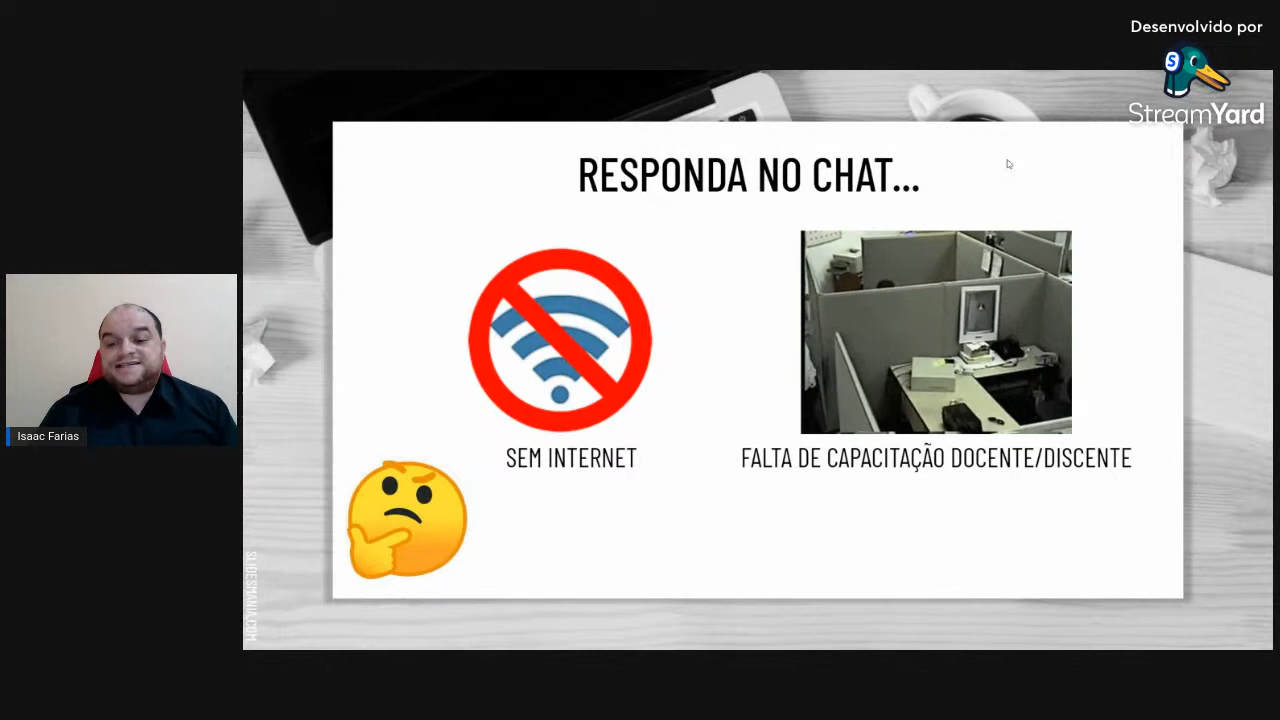 Desenvolvido por
StreamYard
RESPONDA NO CHAT...
SEM INTERNET
FALTA DE CAPACITAÇÃO DOCENTE/DISCENTE
Isaac Farias
SLIDESMANIA.COM